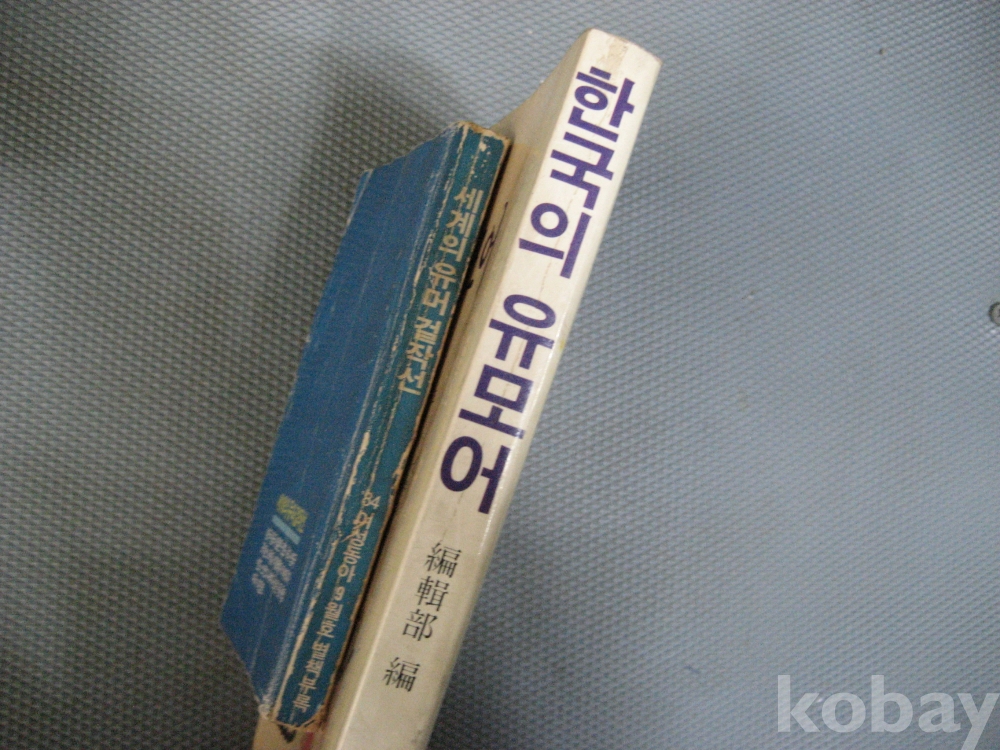 한국의 유모어
編輯部 編
세계의 유머 걸작선
'84 여성동아 9월호 별책부록
kobay